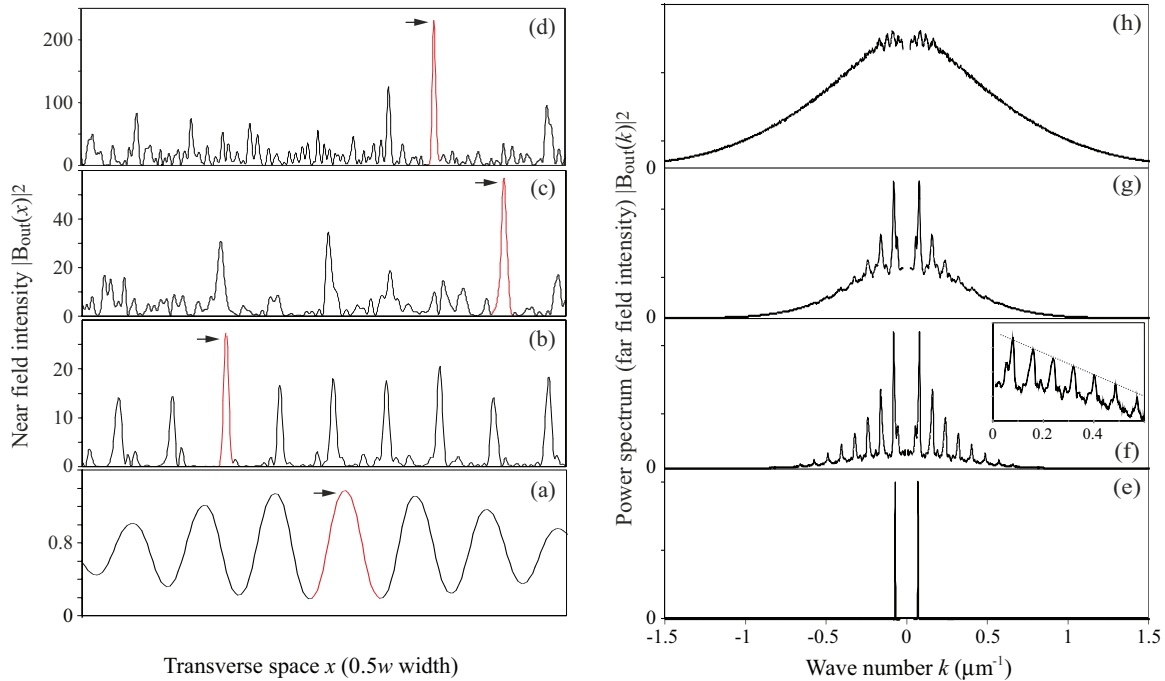 Near field intensity |Bout(x)|2
(d)
200
100
0
(c)
40
20
0
(b)
20
10
0
(a)
0.8
0
Transverse space x (0.5w width)
Power spectrum (far field intensity) |Bout(k)|2
(h)
0
(g)
0
(f)
0
0
0.2
0.4
(e)
0
-1.5
-1
-0.5
0
0.5
1
1.5
Wave number k (µm-1)